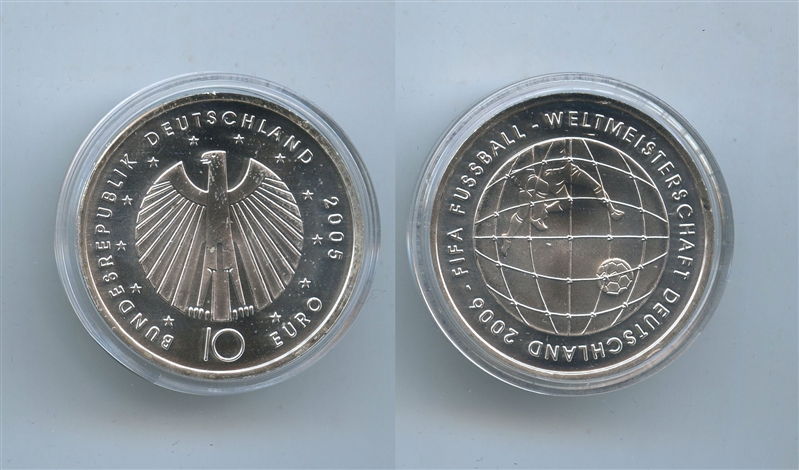 BUNDESREPUBLIK DEUTSCHLAND 2005
10 EURO
FIFA FUSSBALL - WELTMEISTERSCHAFT DEUTSCHLAND 2006 -